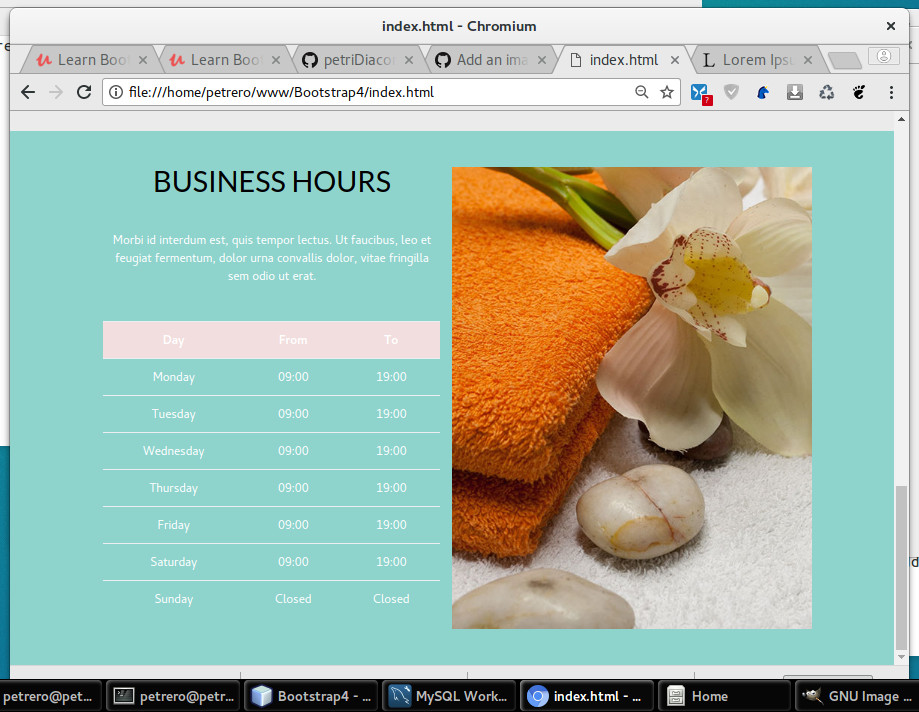 index.html - Chromium
Learn Boo
Learn Boo
petriDiaco
Add an ima
index.html
Lorem Ips
file:///home/petrero/www/Bootstrap4/index.html
BUSINESS HOURS
Morbi id interdum est, quis tempor lectus. Ut faucibus, leo et
feugiat fermentum, dolor urna convallis dolor, vitae fringilla
sem odio ut erat.
Day From To
Monday 09:00 19:00
Tuesday 09:00 19:00
Wednesday 09:00 19:00
Thursday 09:00 19:00
Friday 09:00 19:00
Saturday 09:00 19:00
Sunday Closed Closed
petrero@pet...
petrero@petr...
Bootstrap4 - ...
MySQL Work...
index.html - ...
Home
GNU Image ...